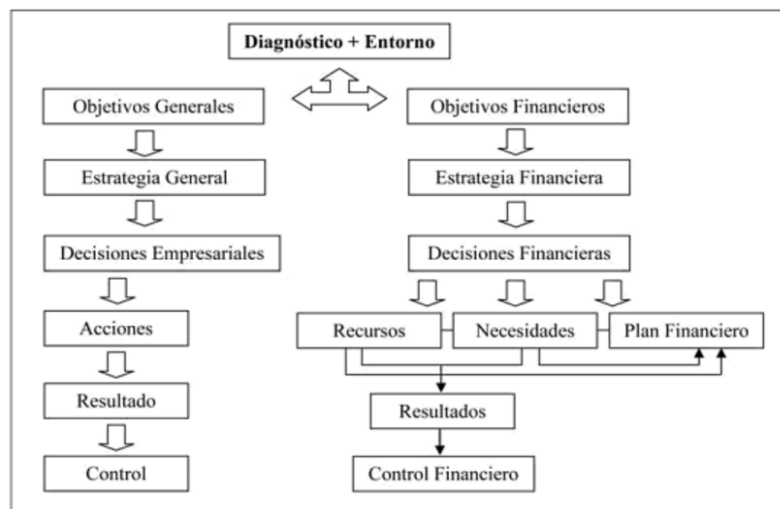 Diagnóstico + Entorno
Objetivos Generales
Objetivos Financieros
Estrategia General
Estrategia Financiera
Decisiones Empresariales
Decisiones Financieras
Acciones
Recursos
Necesidades
Plan Financiero
Resultado
Resultados
Control
Control Financiero